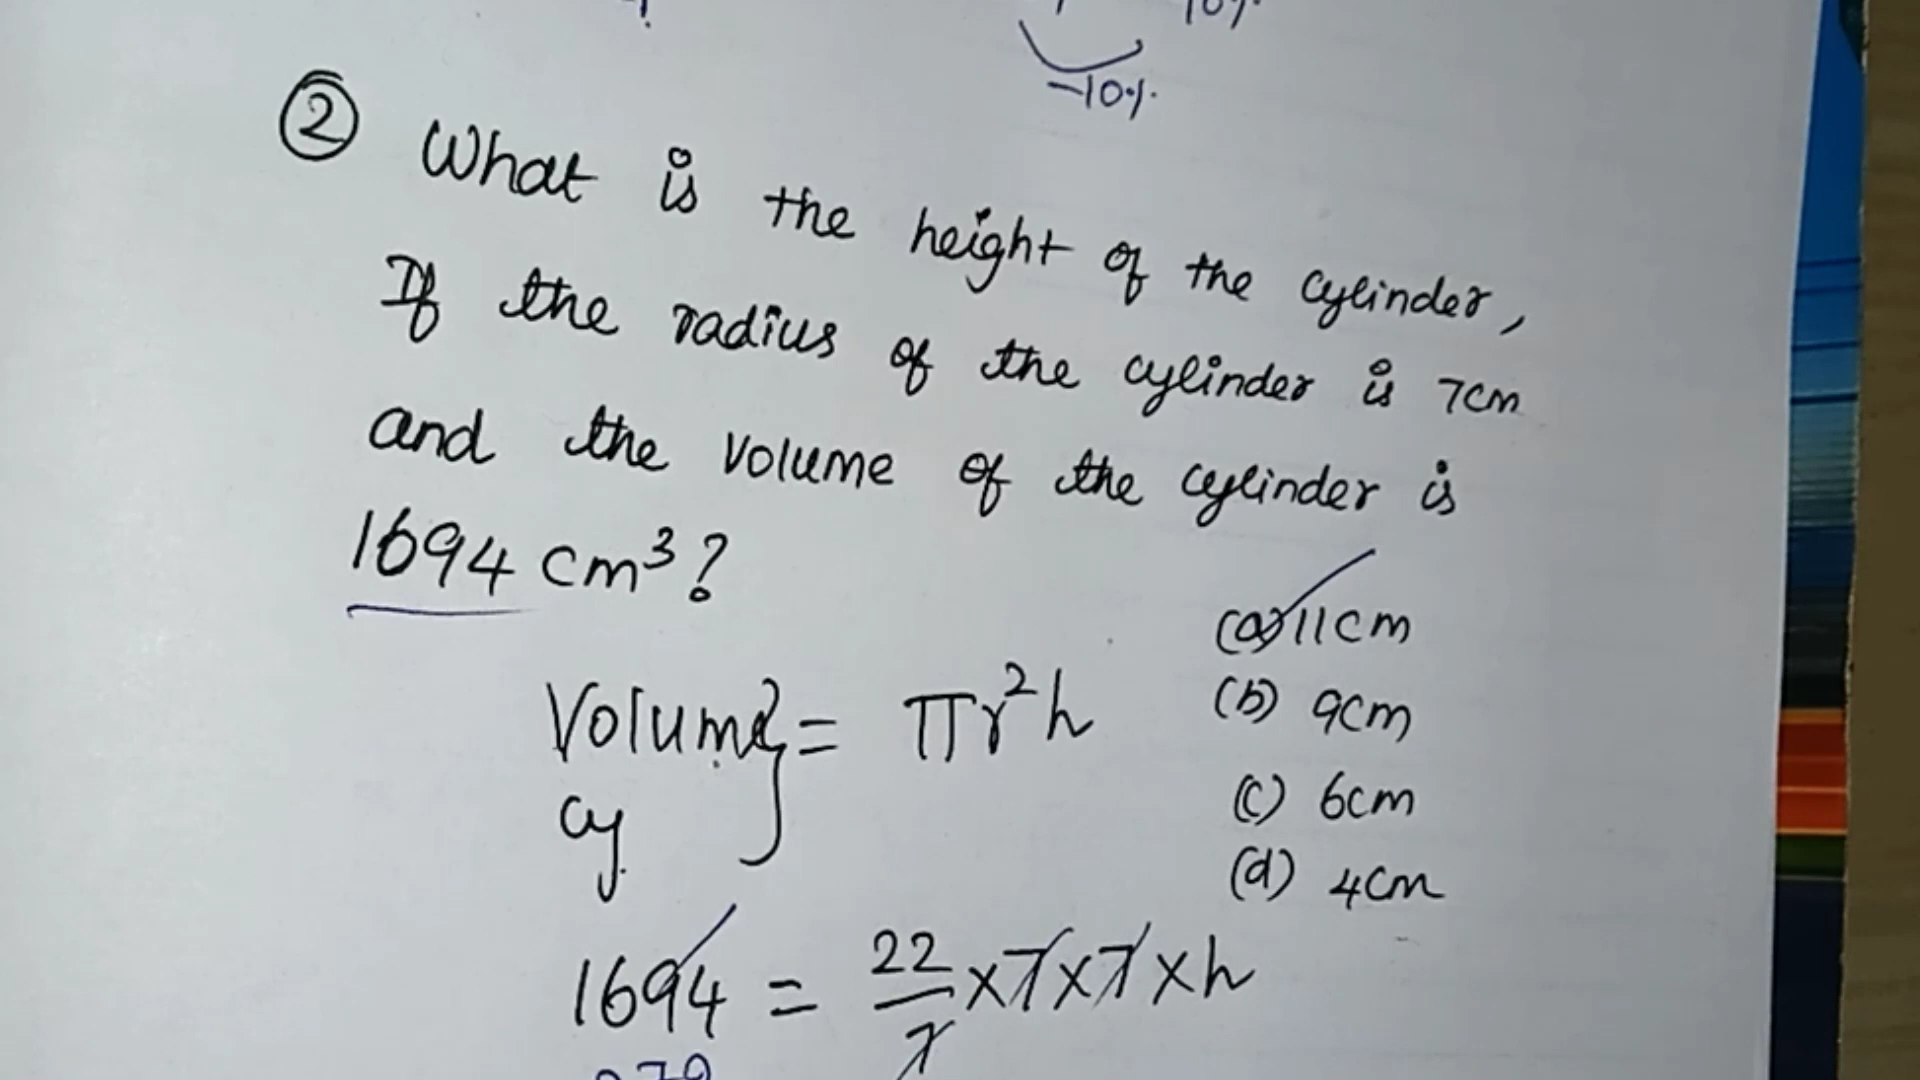 10%.
-10%.
② What is the height of the cylinder,
If the radius of the cylinder is 7cm
and the volume of the cylinder is
1694 cm³?
(a) 11cm
Volume = πr²h
cy
(b) 9cm
(c) 6cm
(d) 4cm
1694 = 22/7 × 7 × 7 × h